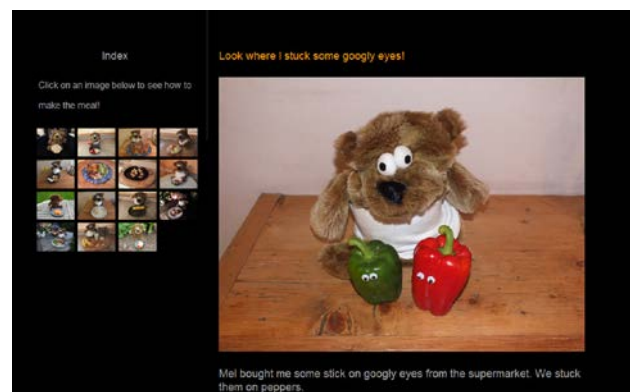 Index
Click on an image below to see how to
make the meal!
Look where I stuck some googly eyes!
Mel bought me some stick on googly eyes from the supermarket. We stuck
them on peppers.